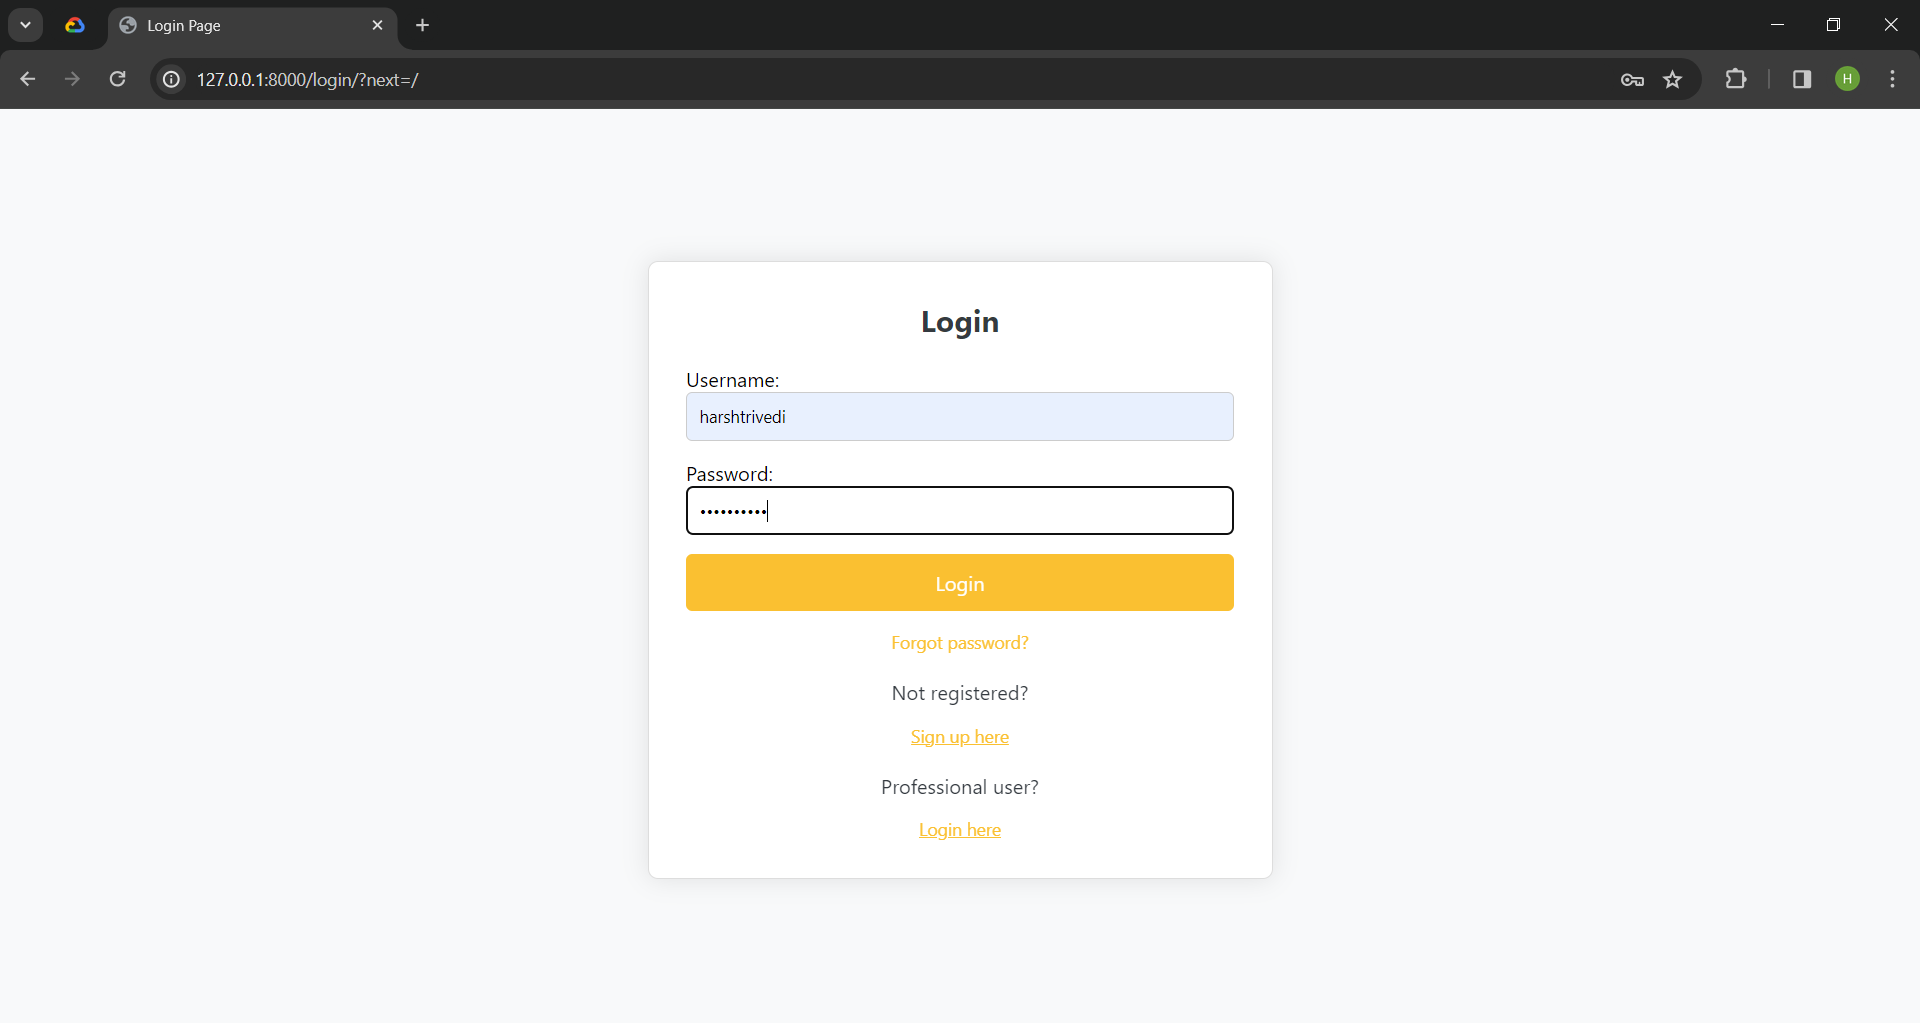 Login Page
127.0.0.1:8000/login/?next=/
H
Login
Username:
harshtrivedi
Password:
••••••••••
Login
Forgot password?
Not registered?
Sign up here
Professional user?
Login here